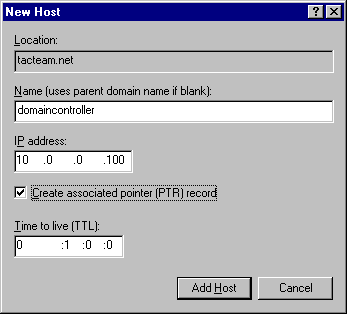 New Host
Location:
tacteam.net
Name (uses parent domain name if blank):
domaincontroller
IP address:
10 .0 .0 .100
Create associated pointer (PTR) record
Time to live (TTL):
0 :1 :0 :0
Add Host Cancel